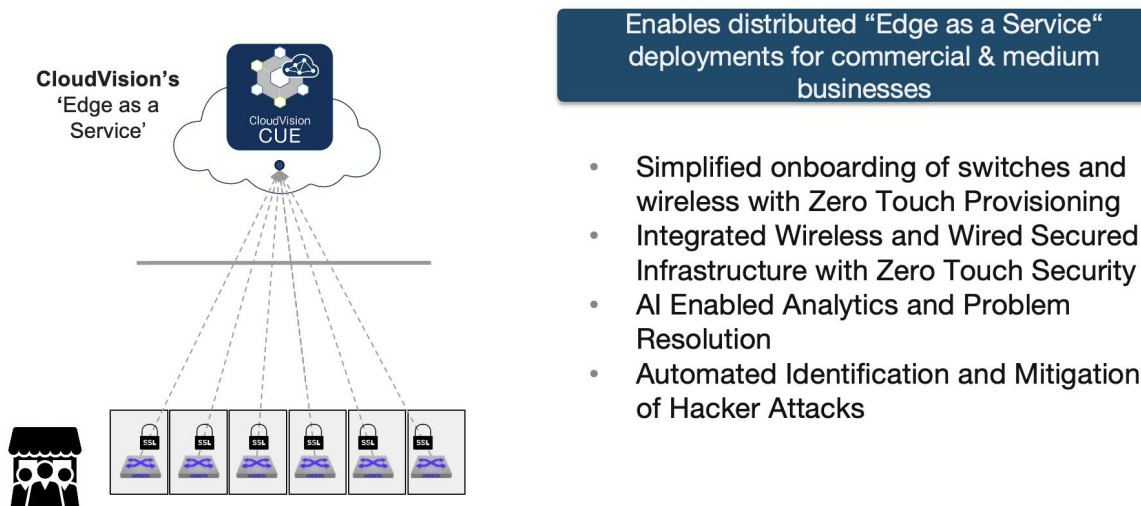 CloudVision's
'Edge as a
Service'
CloudVision
CUE
SSL
SSL
SSL
SSL
SSL
SSL
Enables distributed “Edge as a Service“
deployments for commercial & medium
businesses
• Simplified onboarding of switches and
wireless with Zero Touch Provisioning
• Integrated Wireless and Wired Secured
Infrastructure with Zero Touch Security
• AI Enabled Analytics and Problem
Resolution
• Automated Identification and Mitigation
of Hacker Attacks